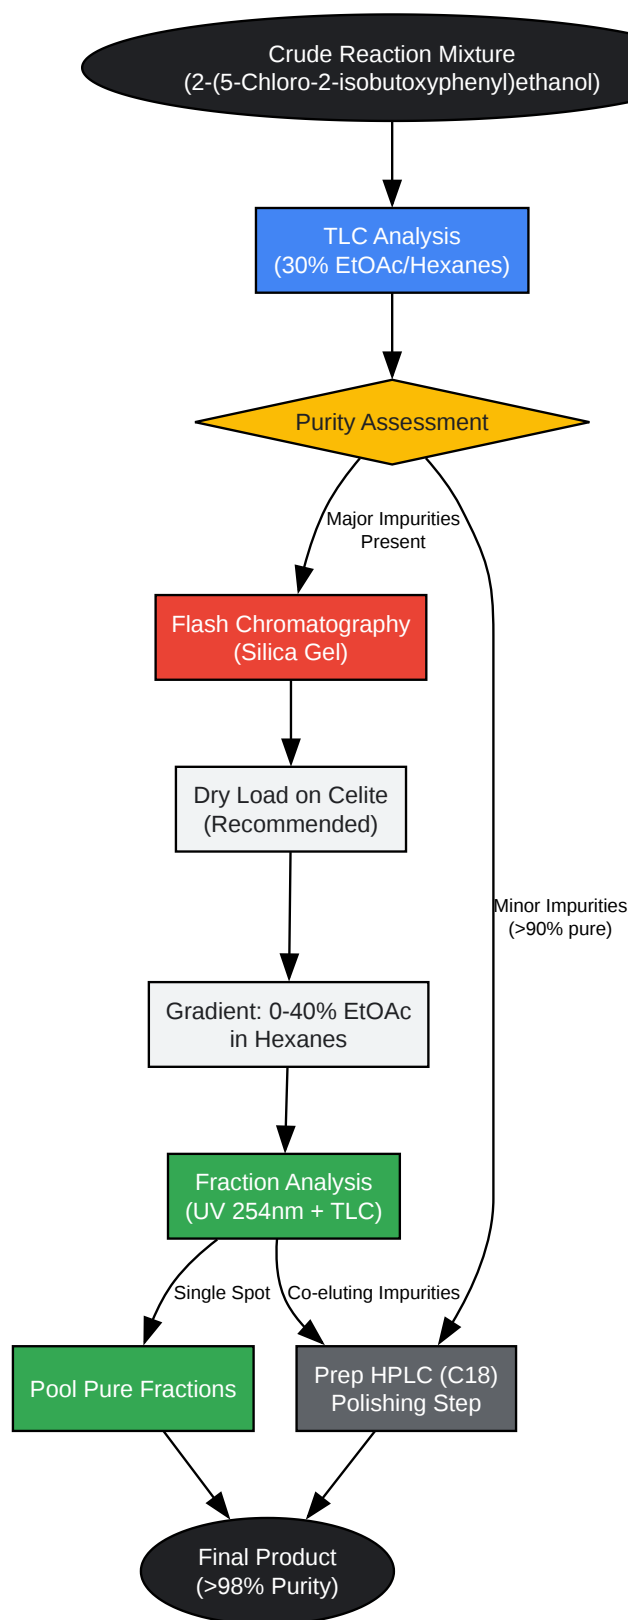 Crude Reaction Mixture
(2-(5-Chloro-2-isobutoxyphenyl)ethanol)
TLC Analysis
(30% EtOAc/Hexanes)
Purity Assessment
Major Impurities
Present
Flash Chromatography
(Silica Gel)
Dry Load on Celite
(Recommended)
Minor Impurities
(>90% pure)
Gradient: 0-40% EtOAc
in Hexanes
Fraction Analysis
(UV 254nm + TLC)
Single Spot
Co-eluting Impurities
Pool Pure Fractions
Prep HPLC (C18)
Polishing Step
Final Product
(>98% Purity)